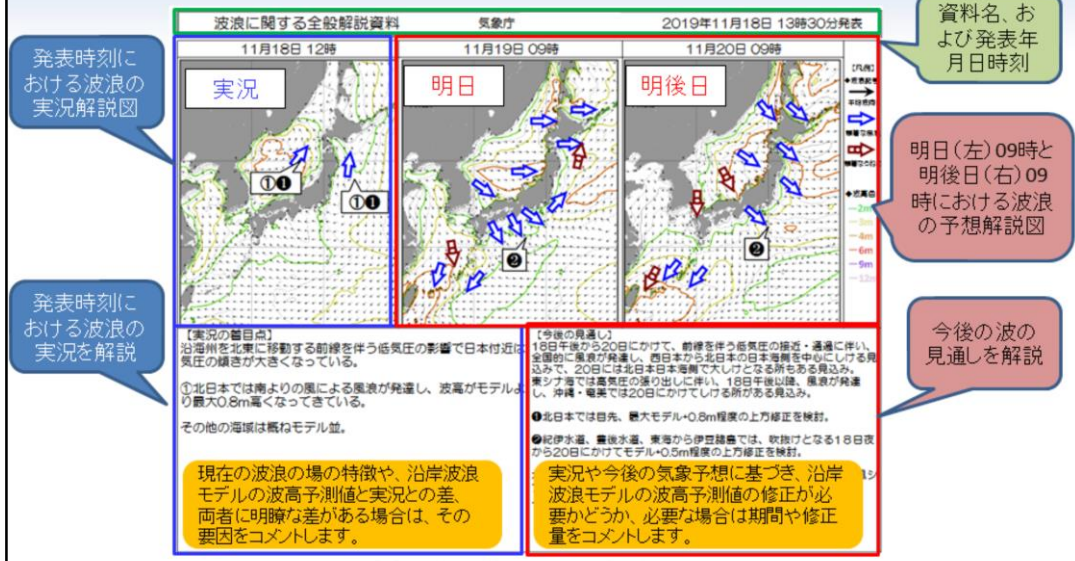 波浪に関する全般解説資料 気象庁 2019年11月18日 13時30分発表
資料名、お
よび発表年
月日時刻
発表時刻に
おける波浪の
実況解説図
11月18日 12時
11月19日 09時
11月20日 09時
実況
明日
明後日
①❶
①❶
❷
❷
【凡例】
―2m
―4m
―6m
―9m
明日(左)09時と
明後日(右)09
時における波浪
の予想解説図
発表時刻に
おける波浪の
実況を解説
【実況の着目点】
沿海州を北東に移動する前線を伴う低気圧の影響で日本付近は
気圧の傾きが大きくなっている。
①北日本では南よりの風による風浪が発達し、波高がモデルよ
り最大0.8m高くなってきている。
その他の海域は概ねモデル並。
現在の波浪の場の特徴や、沿岸波浪
モデルの波高予測値と実況との差、
両者に明瞭な差がある場合は、その
要因をコメントします。
【今後の見通し】
18日午後から20日にかけて、前線を伴う低気圧の接近・通過に伴い、
全国的に風浪が発達し、西日本から北日本の日本海側を中心にしける見
込みで、20日には北日本日本海側で大しけとなる所もある見込み。
東シナ海では高気圧の張り出しに伴い、18日午後以降、風浪が発達
し、沖縄・奄美では20日にかけてしける所がある見込み。
❶北日本では目先、最大モデル+0.8m程度の上方修正を検討。
❷紀伊水道、豊後水道、東海から伊豆諸島では、吹抜けとなる18日夜
から20日にかけてモデル+0.5m程度の上方修正を検討。
実況や今後の気象予想に基づき、沿岸
波浪モデルの波高予測値の修正が必
要かどうか、必要な場合は期間や修正
量をコメントします。
今後の波の
見通しを解説